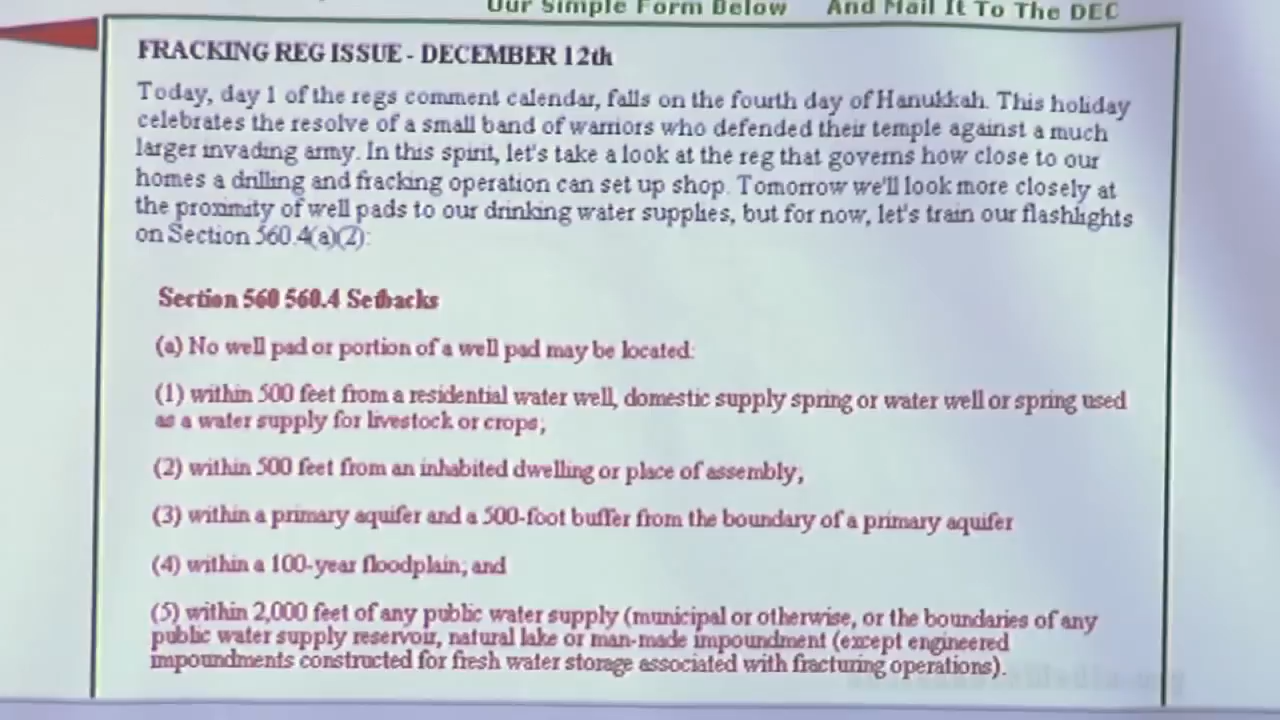 Our Simple Form Below And Mail It To The DEC
FRACKING REG ISSUE - DECEMBER 12th
Today, day 1 of the regs comment calendar, falls on the fourth day of Hanukkah. This holiday
celebrates the resolve of a small band of warriors who defended their temple against a much
larger invading army. In this spirit, let's take a look at the reg that governs how close to our
homes a drilling and fracking operation can set up shop. Tomorrow we'll look more closely at
the proximity of well pads to our drinking water supplies, but for now, let's train our flashlights
on Section 560.4(a)(2):
Section 560 560.4 Setbacks
(a) No well pad or portion of a well pad may be located:
(1) within 500 feet from a residential water well, domestic supply spring or water well or spring used
as a water supply for livestock or crops;
(2) within 500 feet from an inhabited dwelling or place of assembly;
(3) within a primary aquifer and a 500-foot buffer from the boundary of a primary aquifer
(4) within a 100-year floodplain; and
(5) within 2,000 feet of any public water supply (municipal or otherwise, or the boundaries of any
public water supply reservoir, natural lake or man-made impoundment (except engineered
impoundments constructed for fresh water storage associated with fracturing operations).